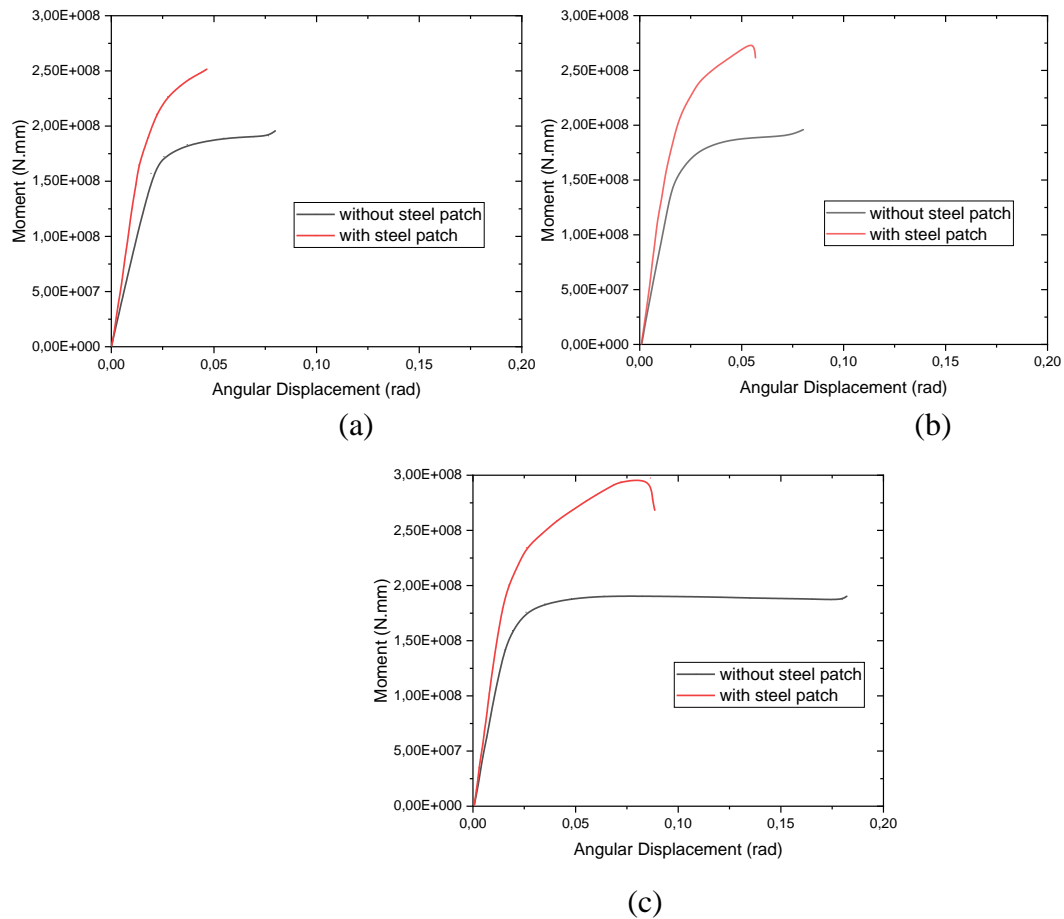 3,00E+008
2,50E+008
2,00E+008
1,50E+008
1,00E+008
5,00E+007
0,00E+000
Moment (N.mm)
without steel patch
with steel patch
0,00 0,05 0,10 0,15 0,20
Angular Displacement (rad)
(a)
3,00E+008
2,50E+008
2,00E+008
1,50E+008
1,00E+008
5,00E+007
0,00E+000
Moment (N.mm)
without steel patch
with steel patch
0,00 0,05 0,10 0,15 0,20
Angular Displacement (rad)
(b)
3,00E+008
2,50E+008
2,00E+008
1,50E+008
1,00E+008
5,00E+007
0,00E+000
Moment (N.mm)
without steel patch
with steel patch
0,00 0,05 0,10 0,15 0,20
Angular Displacement (rad)
(c)